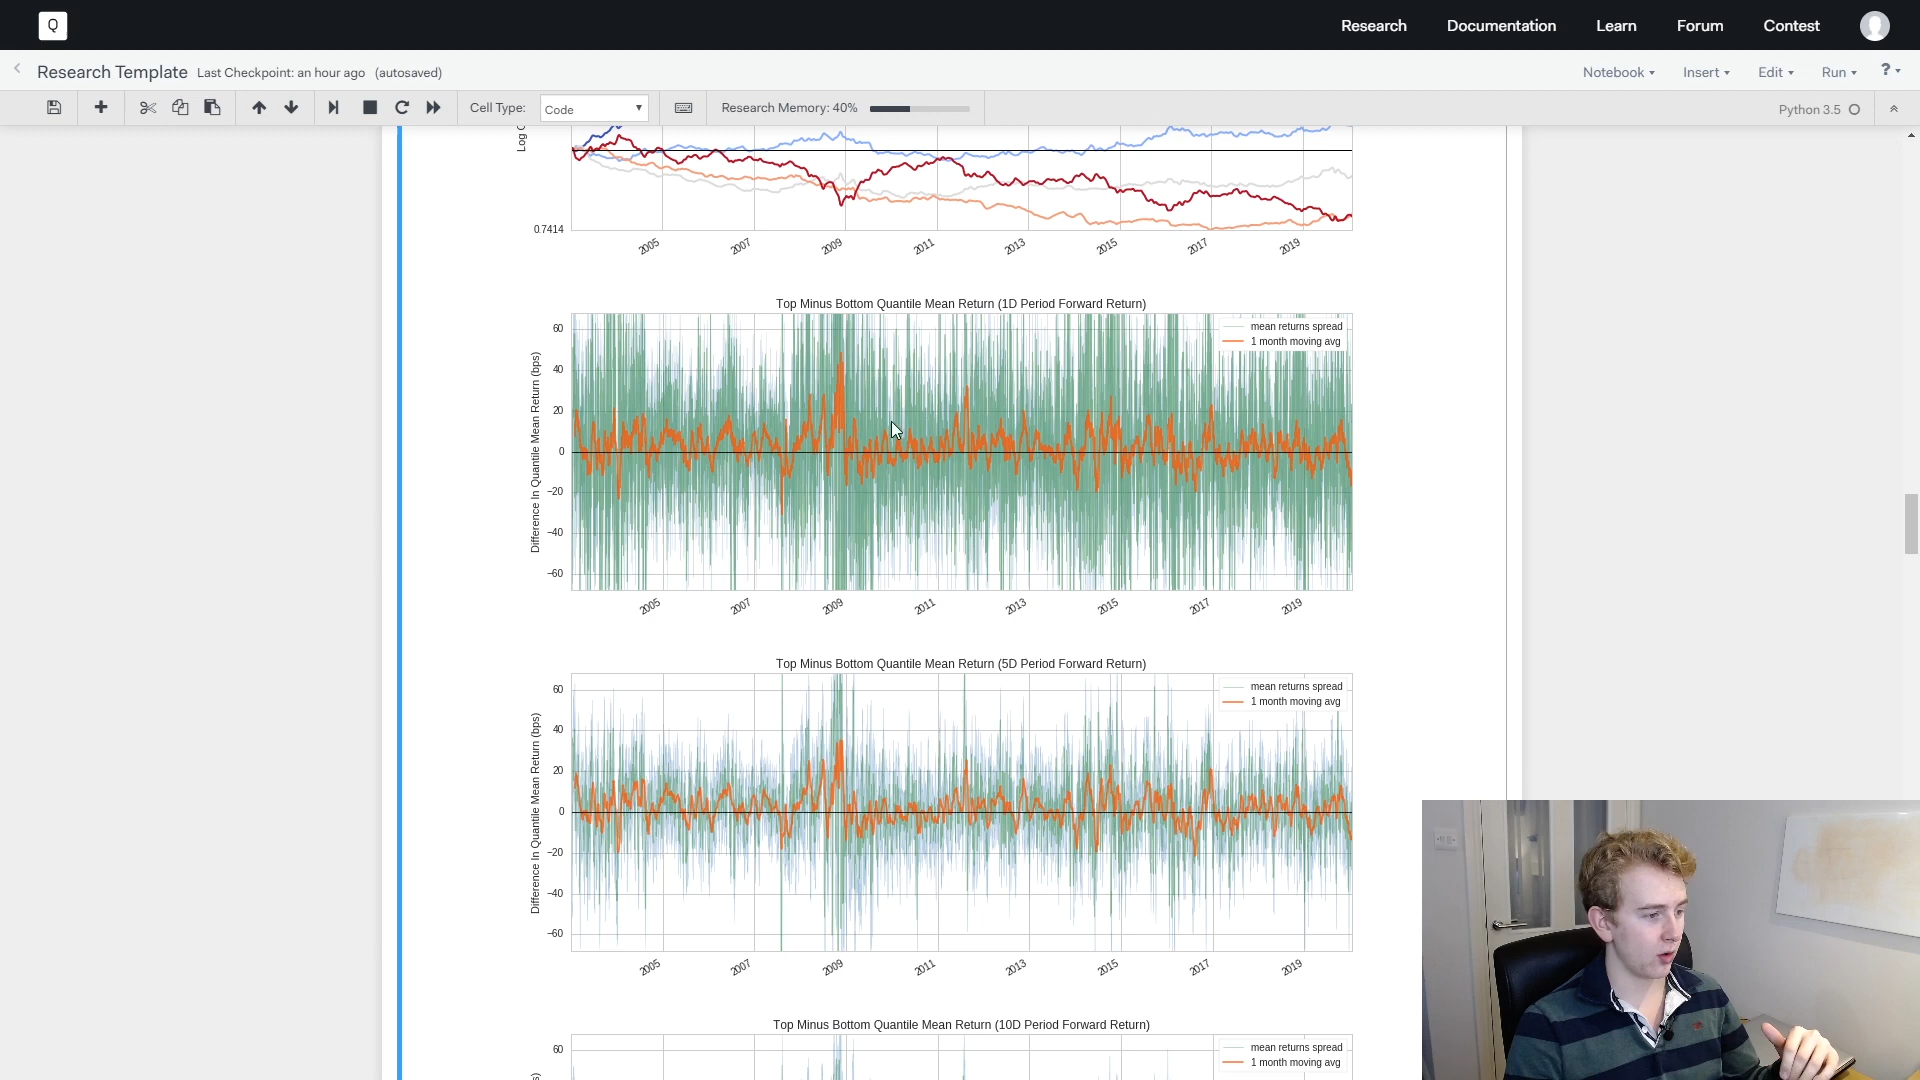 Q
Research Documentation Learn Forum Contest
Research Template Last Checkpoint: an hour ago (autosaved)
Notebook Insert Edit Run ?
Cell Type: Code Research Memory: 40% Python 3.5
0.7414
2005 2007 2009 2011 2013 2015 2017 2019
Top Minus Bottom Quantile Mean Return (1D Period Forward Return)
mean returns spread
1 month moving avg
Difference In Quantile Mean Return (bps)
60
40
20
0
−20
−40
−60
2005 2007 2009 2011 2013 2015 2017 2019
Top Minus Bottom Quantile Mean Return (5D Period Forward Return)
mean returns spread
1 month moving avg
Difference In Quantile Mean Return (bps)
60
40
20
0
−20
−40
−60
2005 2007 2009 2011 2013 2015 2017 2019
Top Minus Bottom Quantile Mean Return (10D Period Forward Return)
mean returns spread
1 month moving avg
60